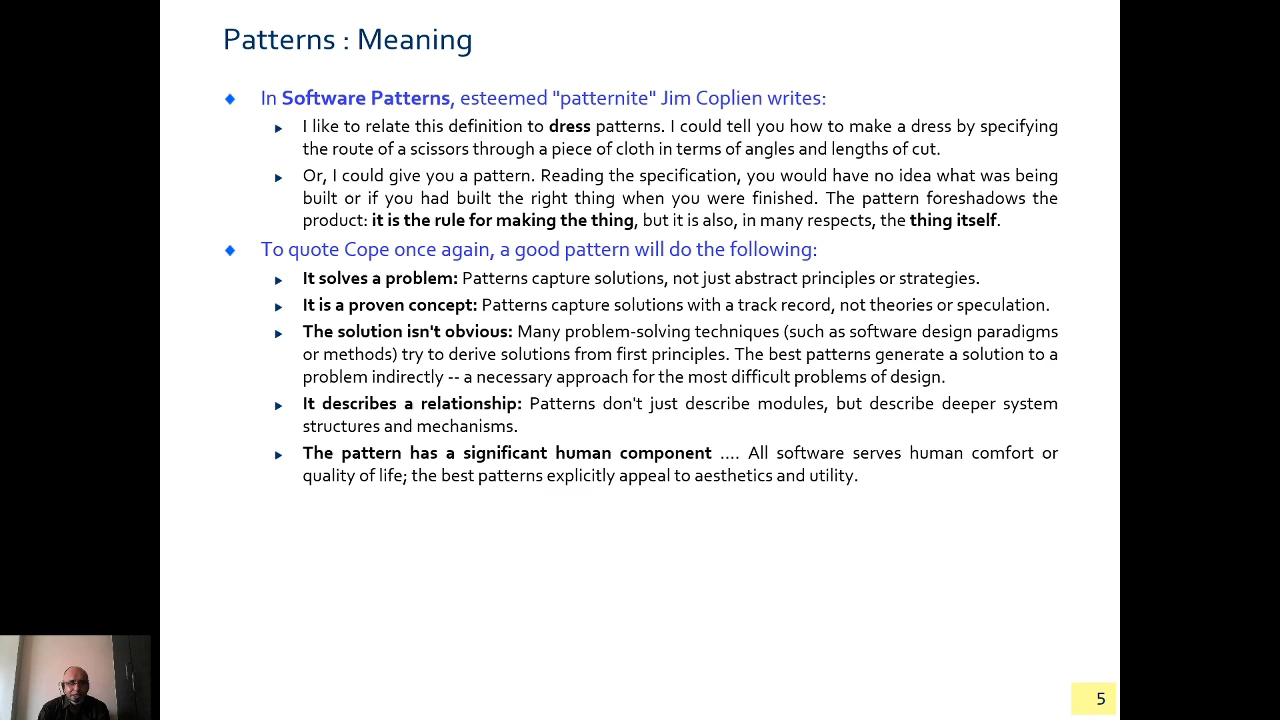 Patterns : Meaning
In Software Patterns, esteemed "patternite" Jim Coplien writes:
I like to relate this definition to dress patterns. I could tell you how to make a dress by specifying
the route of a scissors through a piece of cloth in terms of angles and lengths of cut.
Or, I could give you a pattern. Reading the specification, you would have no idea what was being
built or if you had built the right thing when you were finished. The pattern foreshadows the
product: it is the rule for making the thing, but it is also, in many respects, the thing itself.
To quote Cope once again, a good pattern will do the following:
It solves a problem: Patterns capture solutions, not just abstract principles or strategies.
It is a proven concept: Patterns capture solutions with a track record, not theories or speculation.
The solution isn't obvious: Many problem-solving techniques (such as software design paradigms
or methods) try to derive solutions from first principles. The best patterns generate a solution to a
problem indirectly -- a necessary approach for the most difficult problems of design.
It describes a relationship: Patterns don't just describe modules, but describe deeper system
structures and mechanisms.
The pattern has a significant human component .... All software serves human comfort or
quality of life; the best patterns explicitly appeal to aesthetics and utility.
5